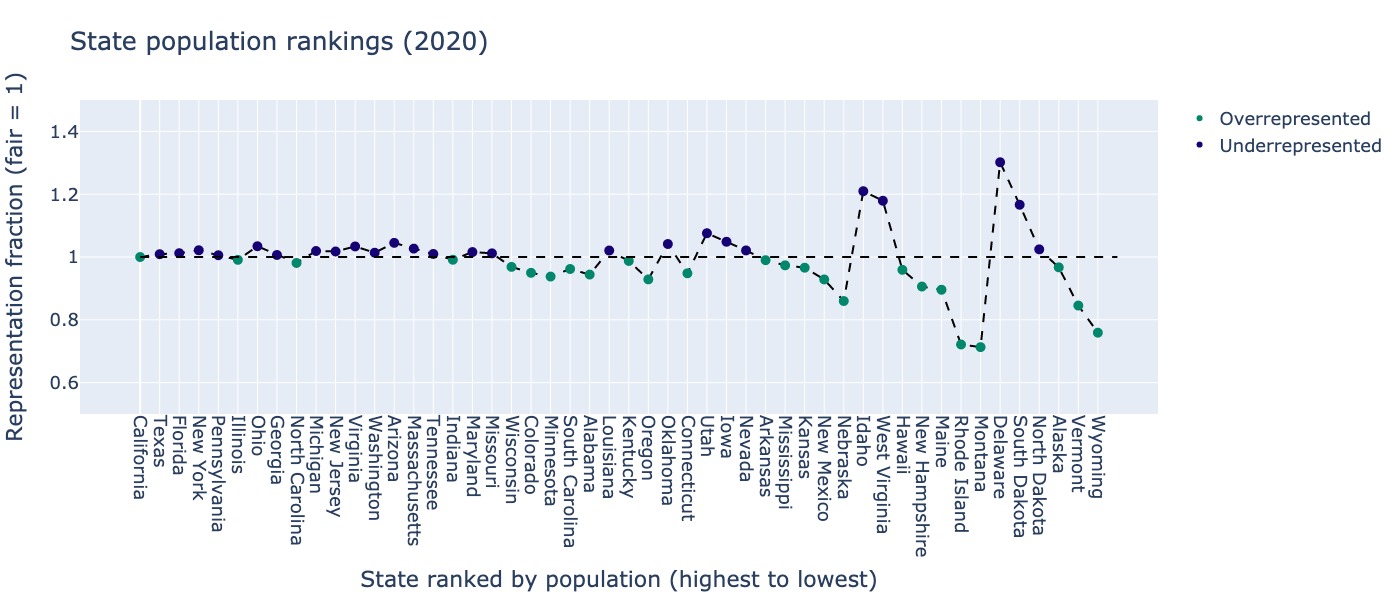 State population rankings (2020)
Representation fraction (fair = 1)
1.4
1.2
1
0.8
0.6
Overrepresented
Underrepresented
California
Texas
Florida
New York
Pennsylvania
Illinois
Ohio
Georgia
North Carolina
Michigan
New Jersey
Virginia
Washington
Arizona
Massachusetts
Tennessee
Indiana
Maryland
Missouri
Wisconsin
Colorado
Minnesota
South Carolina
Alabama
Louisiana
Kentucky
Oregon
Oklahoma
Connecticut
Utah
Iowa
Nevada
Arkansas
Mississippi
Kansas
New Mexico
Nebraska
Idaho
West Virginia
Hawaii
New Hampshire
Maine
Rhode Island
Montana
Delaware
South Dakota
North Dakota
Alaska
Vermont
Wyoming
State ranked by population (highest to lowest)